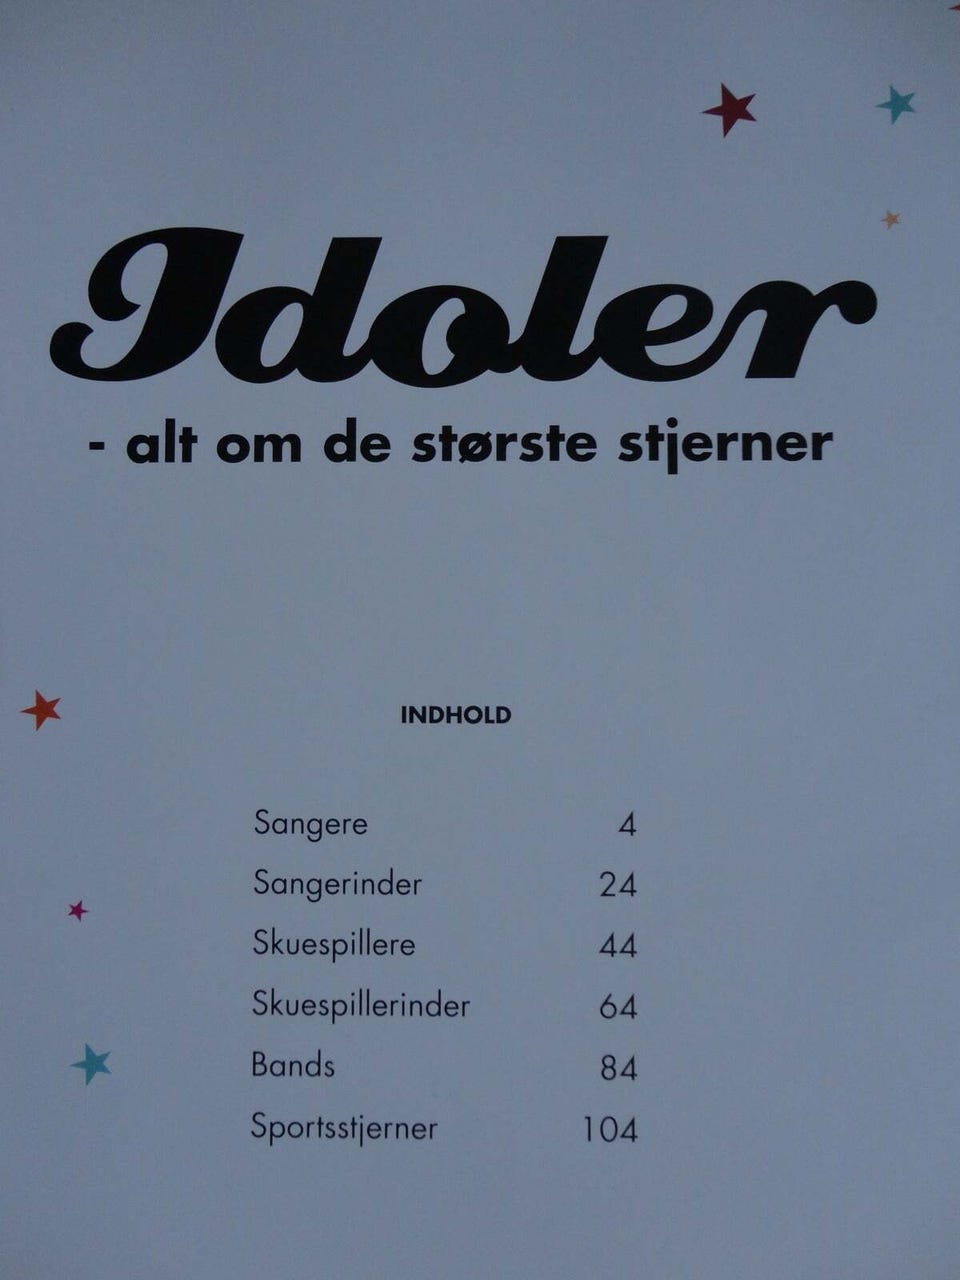 Idoler
- alt om de største stjerner
INDHOLD
Sangere 4
Sangerinder 24
Skuespillere 44
Skuespillerinder 64
Bands 84
Sportsstjerner 104